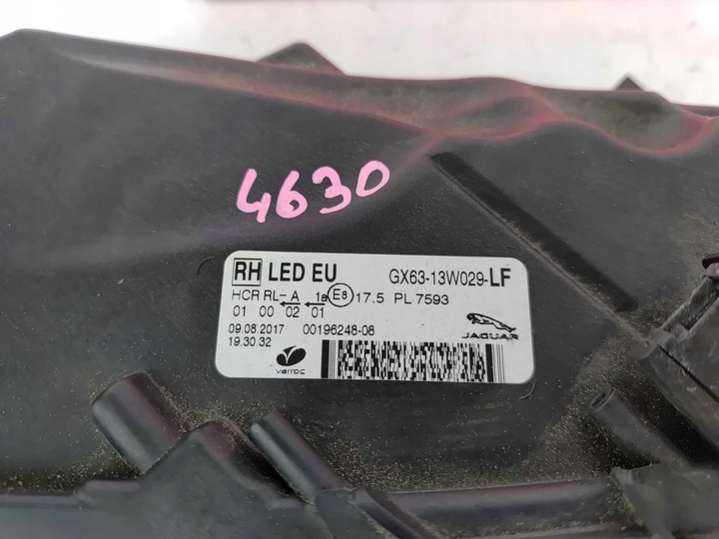 4630
RH LED EU GX63-13W029-LF
HCR RL-A 1a E8 17.5 PL 7593
01 00 02 01
09.08.2017 00196248-08
19:30:32
varroc
JAGUAR